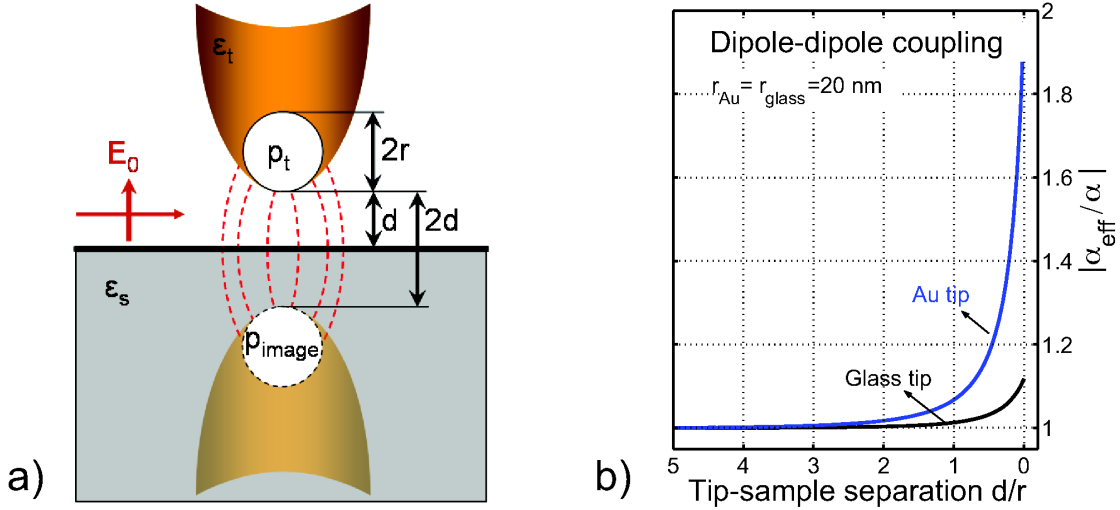 a)
εt
pt
2r
E0
d
2d
εs
pimage
b)
Dipole-dipole coupling
rAu= rglass=20 nm
Au tip
Glass tip
2
1.8
1.6
1.4
1.2
1
|αeff/α|
5
4
3
2
1
0
Tip-sample separation d/r